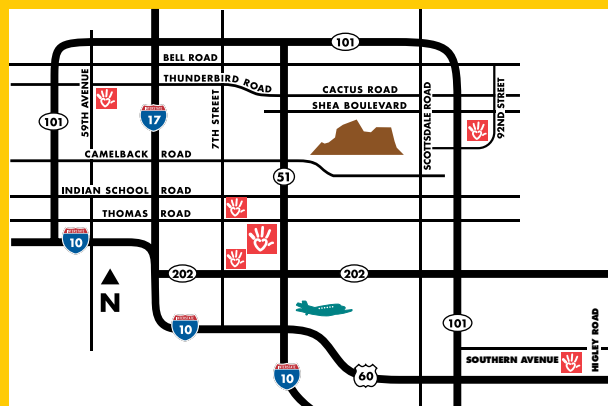 101
BELL ROAD
THUNDERBIRD ROAD
CACTUS ROAD
SHEA BOULEVARD
59TH AVENUE
101
17
7TH STREET
SCOTTSDALE ROAD
92ND STREET
CAMELBACK ROAD
51
INDIAN SCHOOL ROAD
THOMAS ROAD
10
202
202
N
10
101
HIGLEY ROAD
SOUTHERN AVENUE
10
60